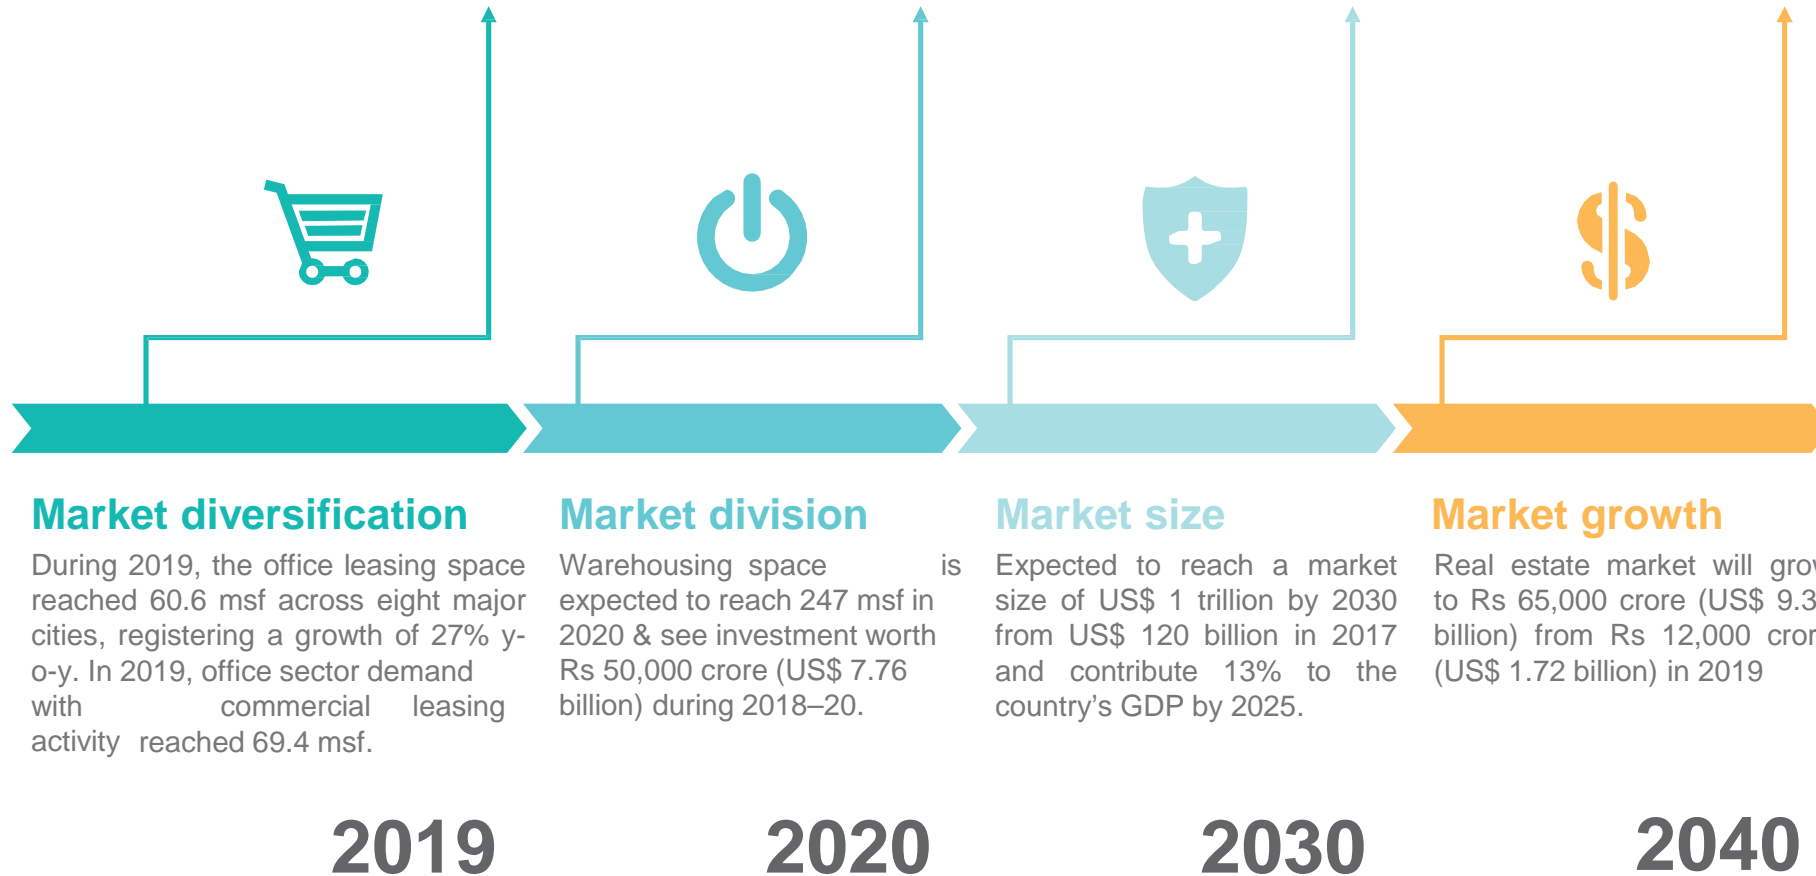 Market diversification
During 2019, the office leasing space
reached 60.6 msf across eight major
cities, registering a growth of 27% y-
o-y. In 2019, office sector demand
with commercial leasing
activity reached 69.4 msf.
2019
Market division
Warehousing space is
expected to reach 247 msf in
2020 & see investment worth
Rs 50,000 crore (US$ 7.76
billion) during 2018–20.
2020
Market size
Expected to reach a market
size of US$ 1 trillion by 2030
from US$ 120 billion in 2017
and contribute 13% to the
country’s GDP by 2025.
2030
Market growth
Real estate market will
to Rs 65,000 crore (US$
billion) from Rs 12,000
(US$ 1.72 billion) in 2019
2040